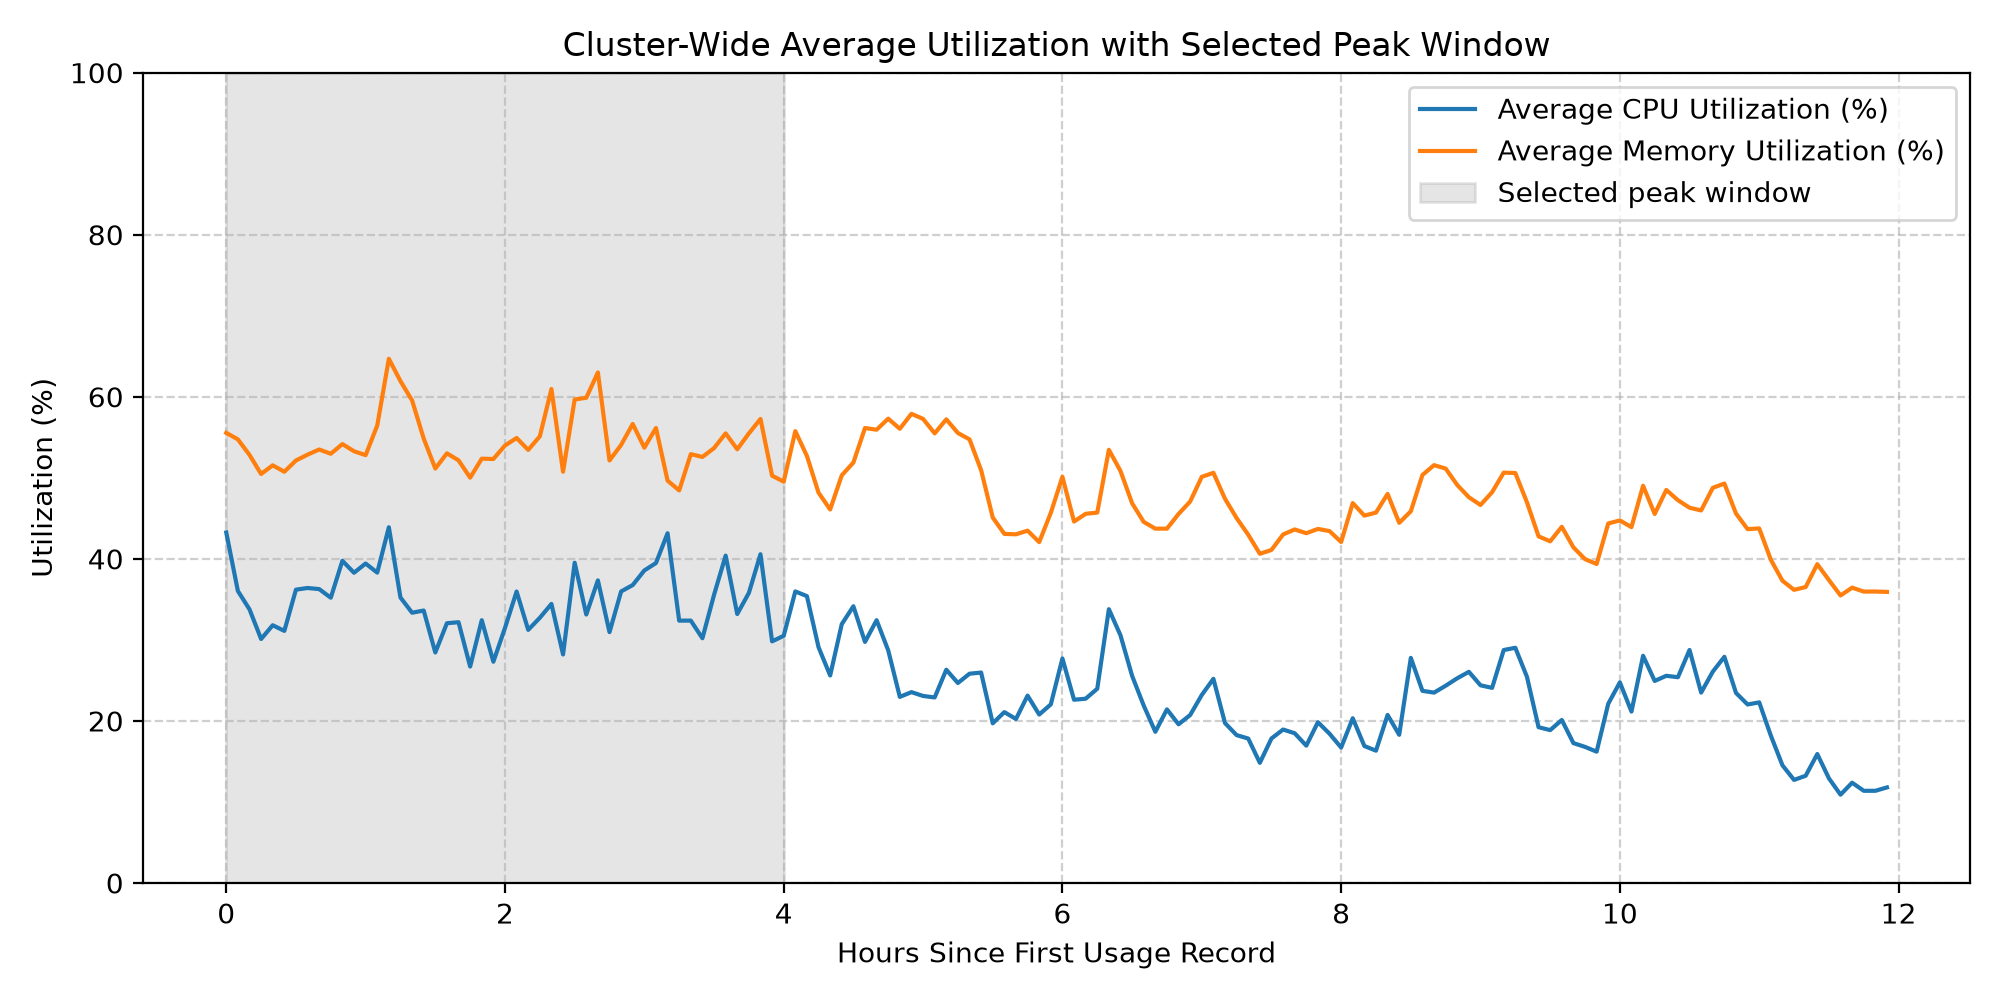 Cluster-Wide Average Utilization with Selected Peak Window
100
80
60
40
20
0
Utilization (%)
Average CPU Utilization (%)
Average Memory Utilization (%)
Selected peak window
0 2 4 6 8 10 12
Hours Since First Usage Record